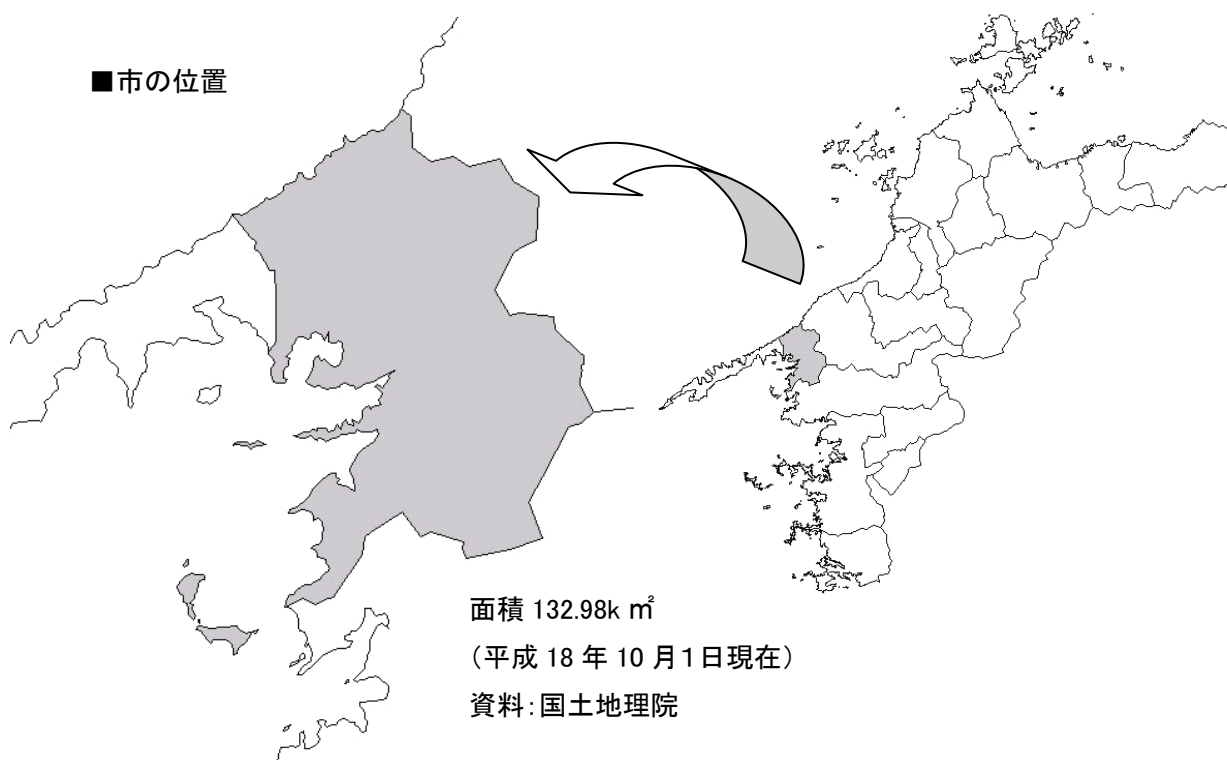 ■市の位置
面積 132.98k ㎡
（平成 18 年 10 月１日現在）
資料：国土地理院